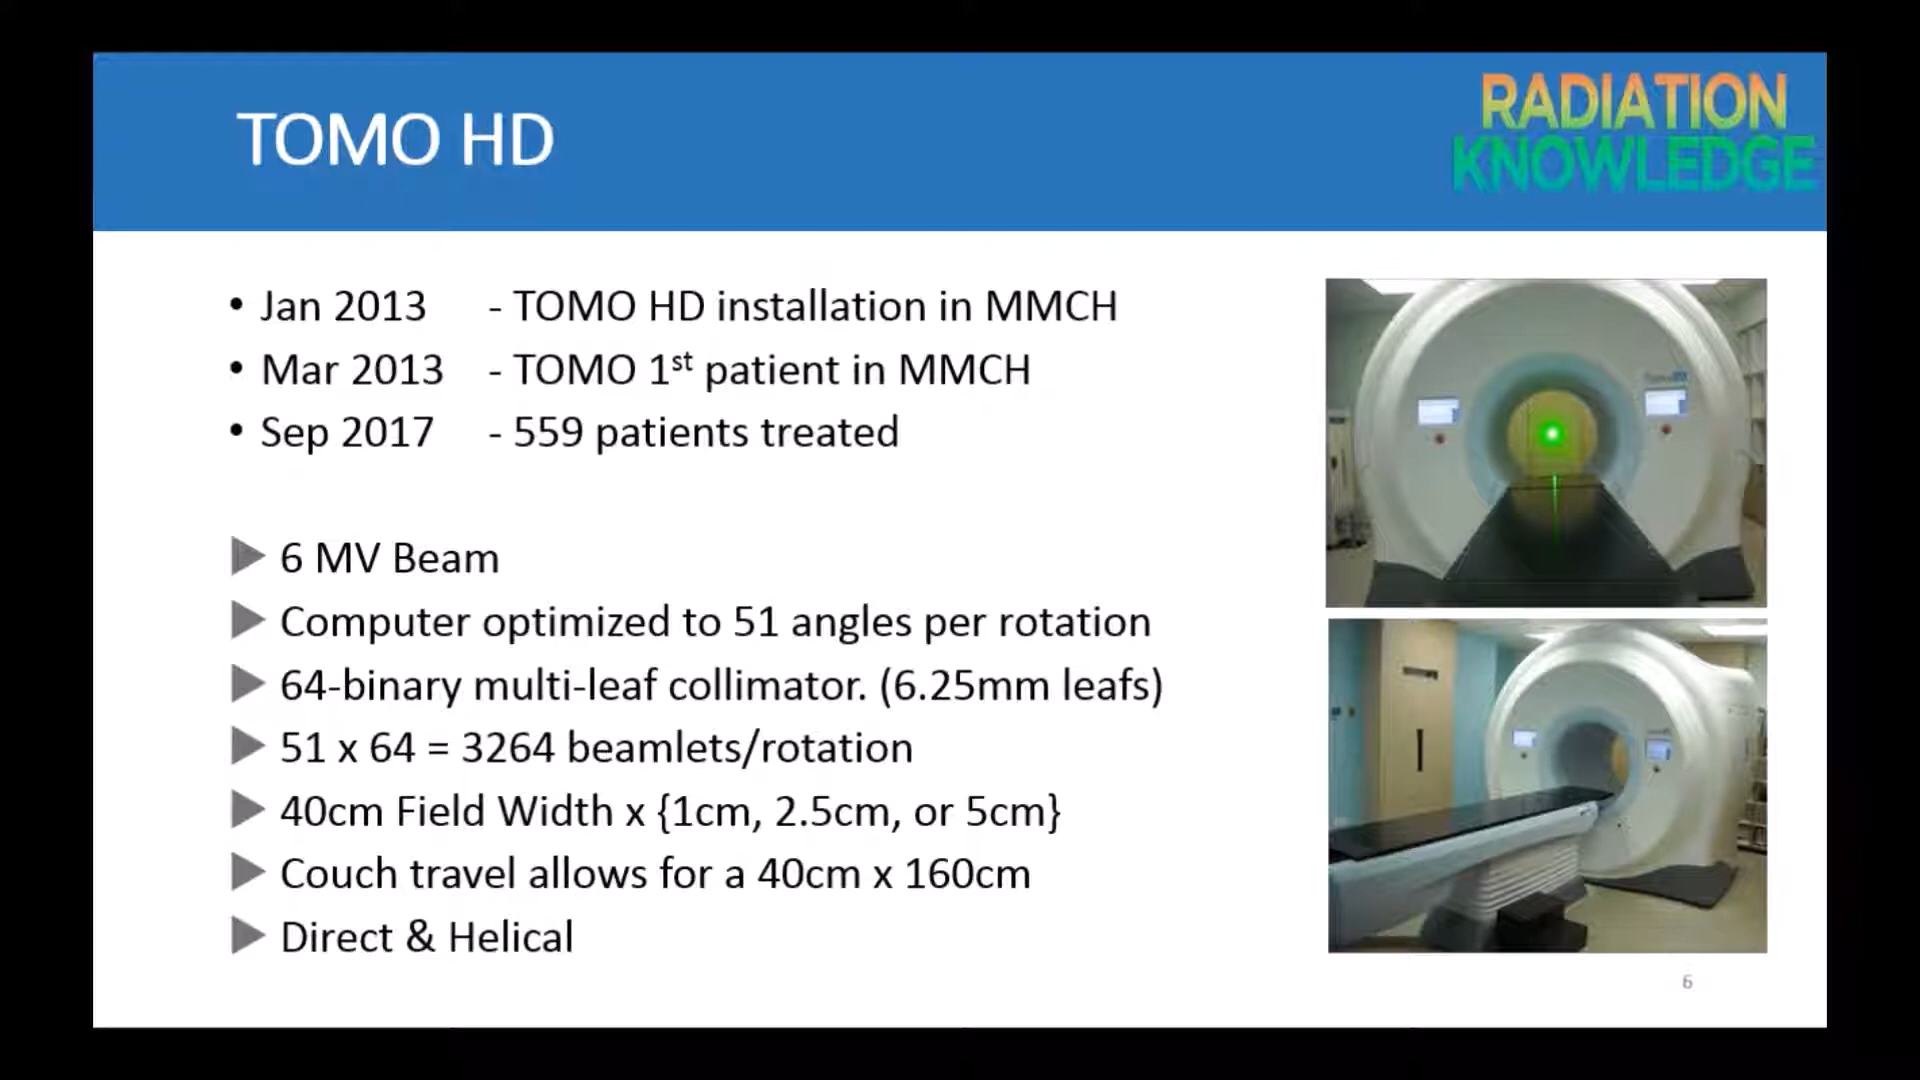 TOMO HD
RADIATION
KNOWLEDGE
• Jan 2013 - TOMO HD installation in MMCH
• Mar 2013 - TOMO 1st patient in MMCH
• Sep 2017 - 559 patients treated
6 MV Beam
Computer optimized to 51 angles per rotation
64-binary multi-leaf collimator. (6.25mm leafs)
51 x 64 = 3264 beamlets/rotation
40cm Field Width x {1cm, 2.5cm, or 5cm}
Couch travel allows for a 40cm x 160cm
Direct & Helical
6